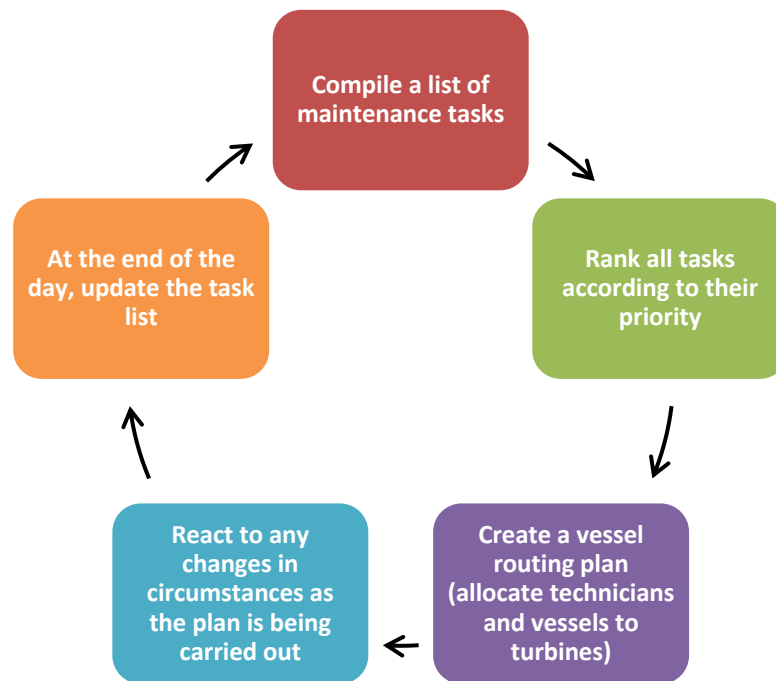 Compile a list of
maintenance tasks
Rank all tasks
according to their
priority
Create a vessel
routing plan
(allocate technicians
and vessels to
turbines)
React to any
changes in
circumstances as
the plan is being
carried out
At the end of the
day, update the task
list